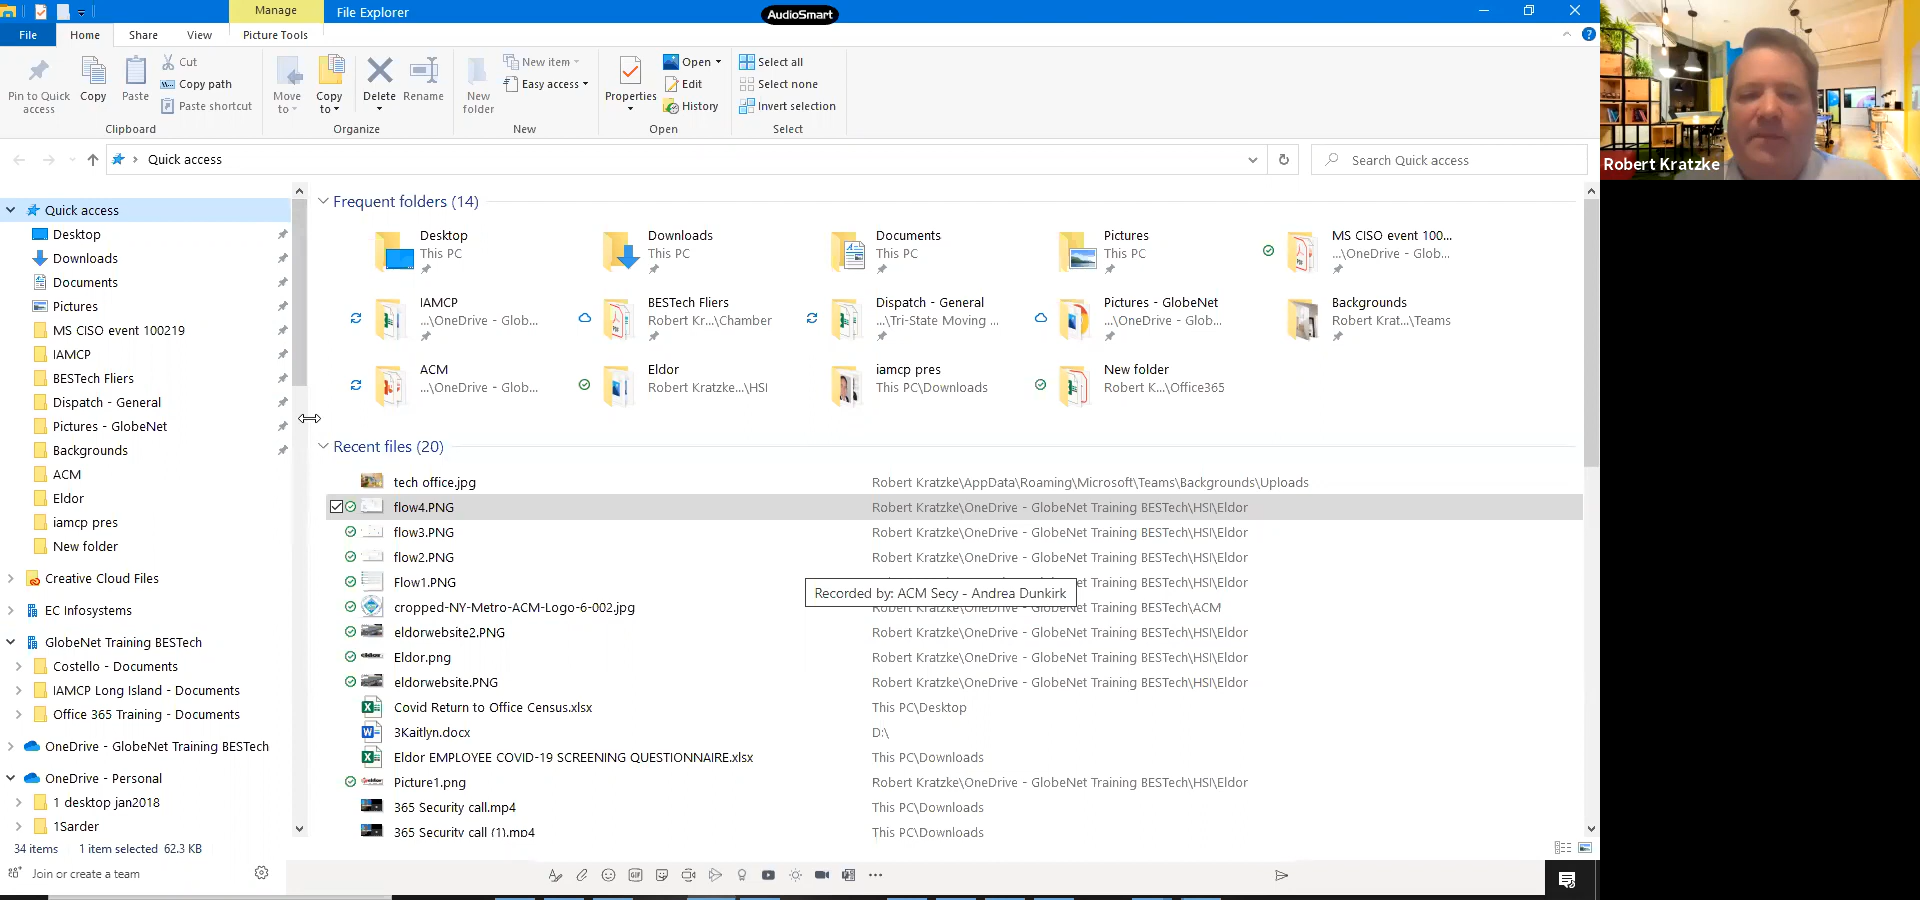 Manage
File Explorer
AudioSmart
File
Home
Share
View
Picture Tools
Pin to Quick access
Copy
Paste
Cut
Copy path
Paste shortcut
Clipboard
Move to
Copy to
Delete
Rename
Organize
New folder
New item
Easy access
New
Properties
Open
Edit
History
Open
Select all
Select none
Invert selection
Select
Quick access
Search Quick access
Robert Kratzke
Quick access
Desktop
Downloads
Documents
Pictures
MS CISO event 100219
IAMCP
BESTech Fliers
Dispatch - General
Pictures - GlobeNet
Backgrounds
ACM
Eldor
iamcp pres
New folder
Creative Cloud Files
EC Infosystems
GlobeNet Training BESTech
Costello - Documents
IAMCP Long Island - Documents
Office 365 Training - Documents
OneDrive - GlobeNet Training BESTech
OneDrive - Personal
1 desktop jan2018
1Sarder
Frequent folders (14)
Desktop
This PC
Downloads
This PC
Documents
This PC
Pictures
This PC
MS CISO event 100...
...\OneDrive - Glob...
IAMCP
...\OneDrive - Glob...
BESTech Fliers
Robert Kr...\Chamber
Dispatch - General
...\Tri-State Moving ...
Pictures - GlobeNet
...\OneDrive - Glob...
Backgrounds
Robert Krat...\Teams
ACM
...\OneDrive - Glob...
Eldor
Robert Kratzke...\HSI
iamcp pres
This PC\Downloads
New folder
Robert K...\Office365
Recent files (20)
tech office.jpg Robert Kratzke\AppData\Roaming\Microsoft\Teams\Backgrounds\Uploads
flow4.PNG Robert Kratzke\OneDrive - GlobeNet Training BESTech\HSI\Eldor
flow3.PNG Robert Kratzke\OneDrive - GlobeNet Training BESTech\HSI\Eldor
flow2.PNG Robert Kratzke\OneDrive - GlobeNet Training BESTech\HSI\Eldor
Flow1.PNG BESTech\HSI\Eldor
Recorded by: ACM Secy - Andrea Dunkirk
cropped-NY-Metro-ACM-Logo-6-002.jpg Robert Kratzke\OneDrive - GlobeNet Training BESTech\ACM
eldorwebsite2.PNG Robert Kratzke\OneDrive - GlobeNet Training BESTech\HSI\Eldor
Eldor.png Robert Kratzke\OneDrive - GlobeNet Training BESTech\HSI\Eldor
eldorwebsite.PNG Robert Kratzke\OneDrive - GlobeNet Training BESTech\HSI\Eldor
Covid Return to Office Census.xlsx This PC\Desktop
3Kaitlyn.docx D:\
Eldor EMPLOYEE COVID-19 SCREENING QUESTIONNAIRE.xlsx This PC\Downloads
Picture1.png Robert Kratzke\OneDrive - GlobeNet Training BESTech\HSI\Eldor
365 Security call.mp4 This PC\Downloads
365 Security call (1).mp4 This PC\Downloads
34 items 1 item selected 62.3 KB
Join or create a team
GIF